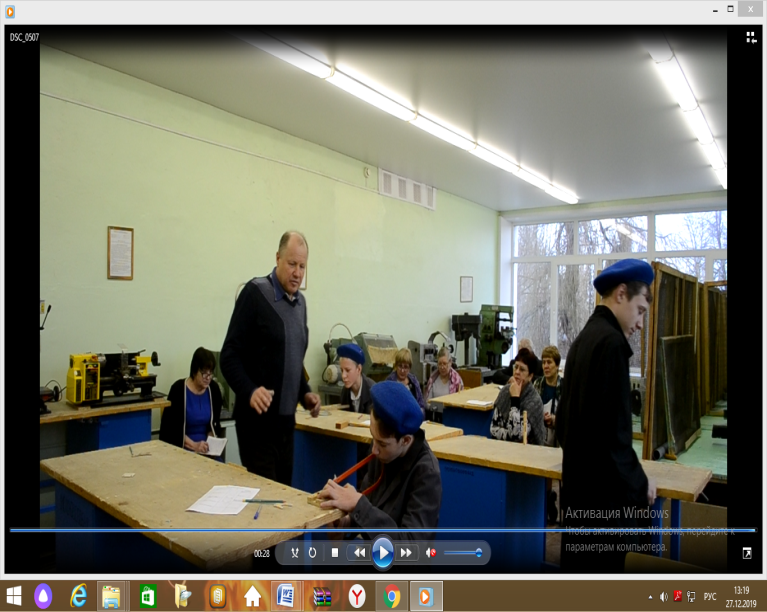 DSC_0507
Активация Windows
Чтобы активировать Windows, перейдите к
параметрам компьютера.
00:28
РУС
13:19
27.12.2019